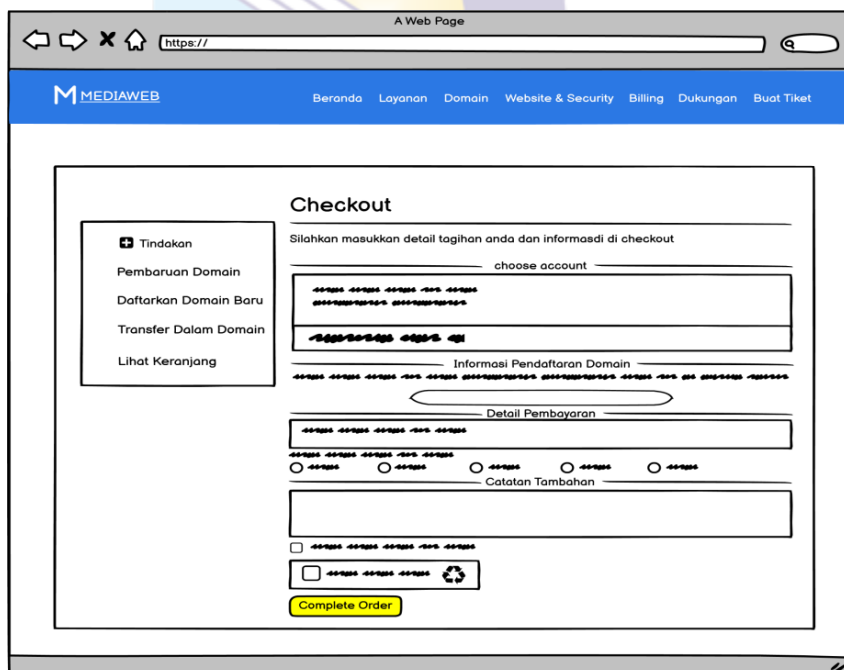 A Web Page
https://
MEDIAWEB
Beranda Layanan Domain Website & Security Billing Dukungan Buat Tiket
Checkout
Tindakan
Pembaruan Domain
Daftarkan Domain Baru
Transfer Dalam Domain
Lihat Keranjang
Silahkan masukkan detail tagihan anda dan informasdi di checkout
choose account
Informasi Pendaftaran Domain
Detail Pembayaran
Catatan Tambahan
Complete Order